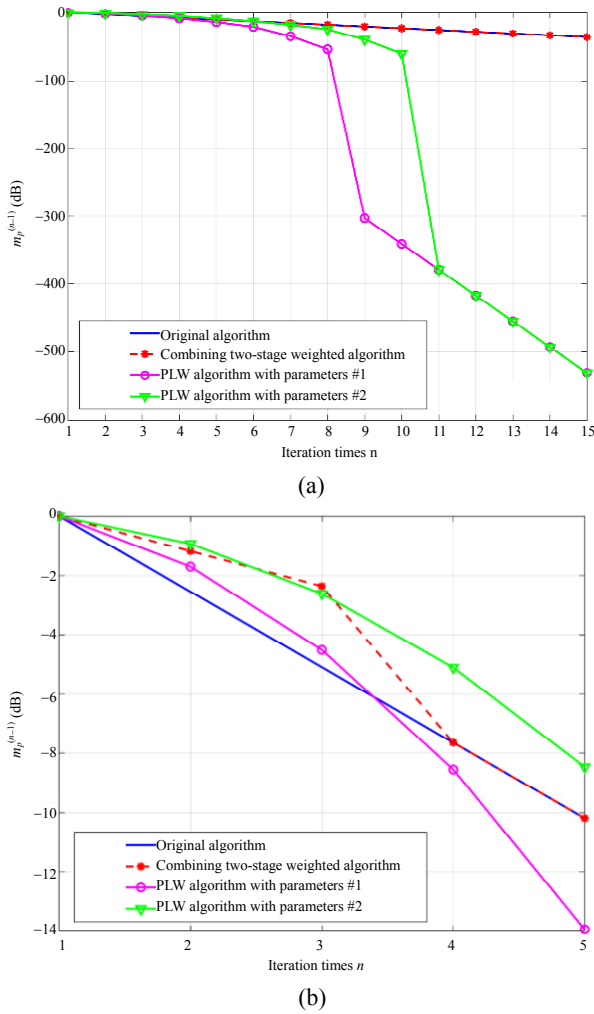 0
−100
−200
−300
−400
−500
−600
m_p^(n−1) (dB)
Original algorithm
Combining two-stage weighted algorithm
PLW algorithm with parameters #1
PLW algorithm with parameters #2
1 2 3 4 5 6 7 8 9 10 11 12 13 14 15
Iteration times n
(a)
0
−2
−4
−6
−8
−10
−12
−14
m_p^(n−1) (dB)
Original algorithm
Combining two-stage weighted algorithm
PLW algorithm with parameters #1
PLW algorithm with parameters #2
1 2 3 4 5
Iteration times n
(b)